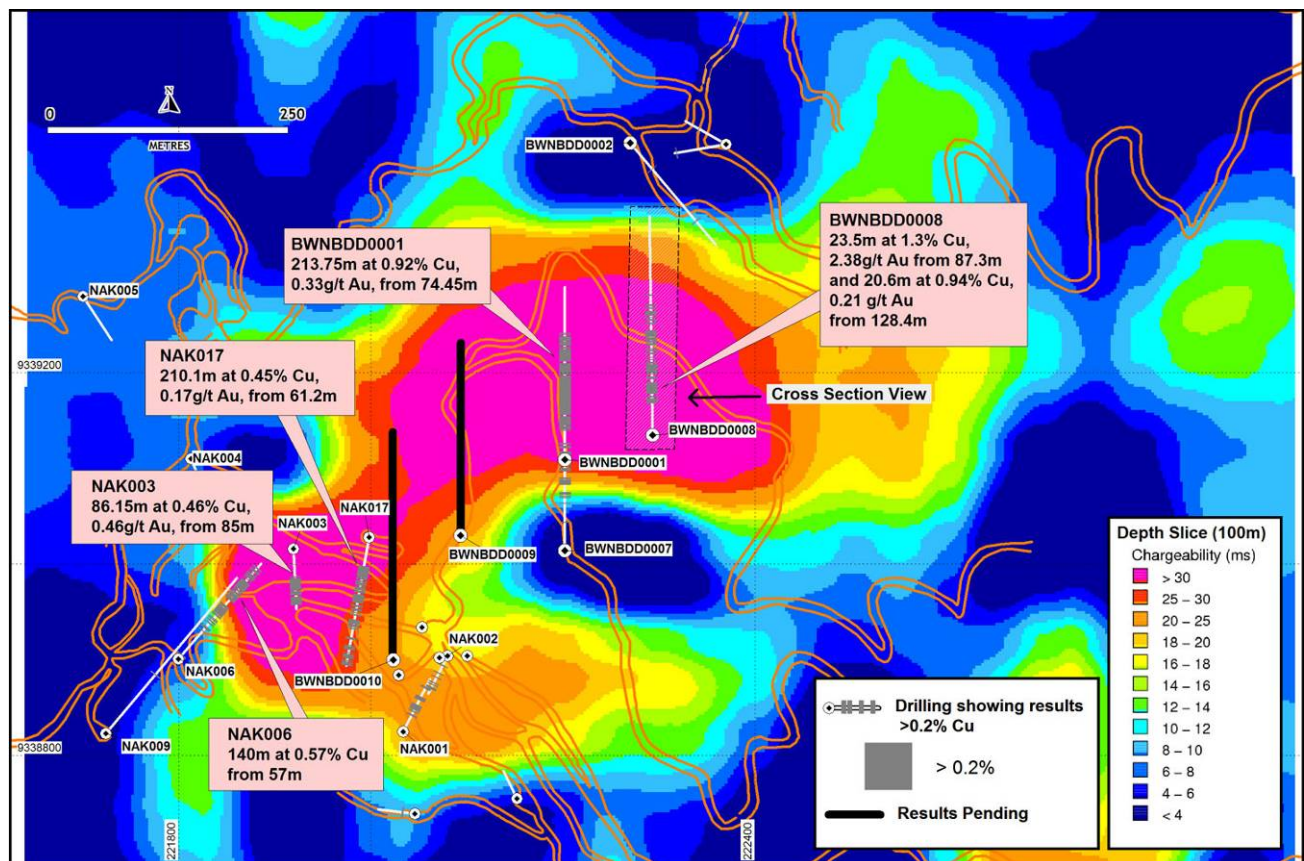 N
0
250
METRES
BWNBDD0002
BWNBDD0001
213.75m at 0.92% Cu,
0.33g/t Au, from 74.45m
BWNBDD0008
23.5m at 1.3% Cu,
2.38g/t Au from 87.3m
and 20.6m at 0.94% Cu,
0.21 g/t Au
from 128.4m
NAK005
NAK017
210.1m at 0.45% Cu,
0.17g/t Au, from 61.2m
9339200
Cross Section View
BWNBDD0008
NAK004
BWNBDD0001
NAK003
86.15m at 0.46% Cu,
0.46g/t Au, from 85m
NAK003
NAK017
BWNBDD0009
BWNBDD0007
NAK006
BWNBDD0010
NAK002
NAK009
NAK001
NAK006
140m at 0.57% Cu
from 57m
9338800
221800
222400
Drilling showing results
>0.2% Cu
> 0.2%
Results Pending
Depth Slice (100m)
Chargeability (ms)
> 30
25 – 30
20 – 25
18 – 20
16 – 18
14 – 16
12 – 14
10 – 12
8 – 10
6 – 8
4 – 6
< 4